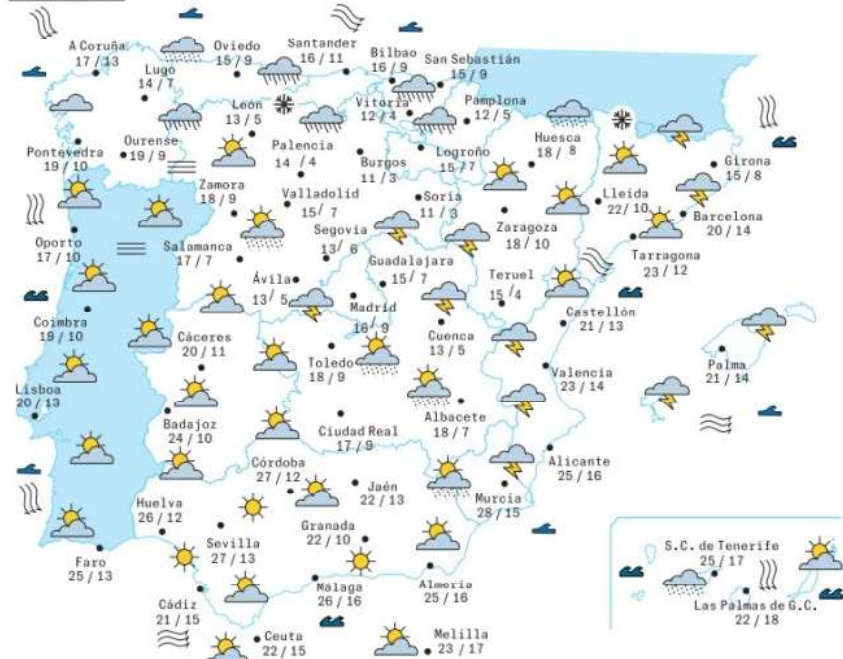 A Coruña
17 / 13
Lugo
14 / 7
Oviedo
15 / 9
Santander
16 / 11
Bilbao
16 / 9
San Sebastián
15 / 9
Vitoria
12 / 4
Pamplona
12 / 5
León
13 / 5
Palencia
14 / 4
Burgos
11 / 3
Logroño
15 / 7
Huesca
18 / 8
Girona
15 / 8
Pontevedra
19 / 10
Ourense
19 / 9
Zamora
18 / 9
Valladolid
15 / 7
Soria
11 / 3
Zaragoza
18 / 10
Lleida
22 / 10
Barcelona
20 / 14
Tarragona
23 / 12
Oporto
17 / 10
Salamanca
17 / 7
Segovia
13 / 6
Ávila
13 / 5
Guadalajara
15 / 7
Madrid
16 / 9
Teruel
15 / 4
Castellón
21 / 13
Coimbra
19 / 10
Cáceres
20 / 11
Toledo
18 / 9
Cuenca
13 / 5
Valencia
23 / 14
Palma
21 / 14
Lisboa
20 / 13
Badajoz
24 / 10
Ciudad Real
17 / 9
Albacete
18 / 7
Alicante
25 / 16
Córdoba
27 / 12
Jaén
22 / 13
Murcia
28 / 15
Huelva
26 / 12
Sevilla
27 / 13
Granada
22 / 10
Faro
25 / 13
Málaga
26 / 16
Almería
25 / 16
Cádiz
21 / 15
Ceuta
22 / 15
Melilla
23 / 17
S.C. de Tenerife
25 / 17
Las Palmas de G.C.
22 / 18